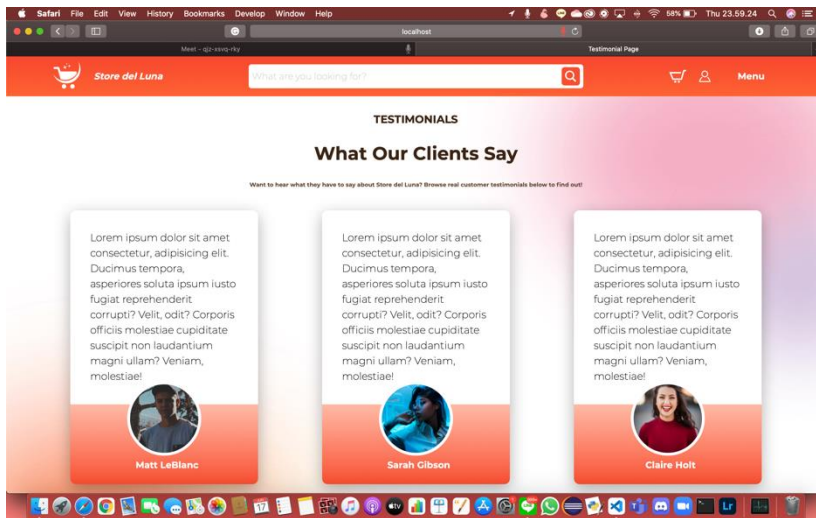 Safari File Edit View History Bookmarks Develop Window Help
58% Thu 23.59.24
localhost
Meet - qjz-xsvq-rky
Testimonial Page
Store del Luna
What are you looking for?
Menu
TESTIMONIALS
What Our Clients Say
Want to hear what they have to say about Store del Luna? Browse real customer testimonials below to find out!
Lorem ipsum dolor sit amet
consectetur, adipisicing elit.
Ducimus tempora,
asperiores soluta ipsum iusto
fugiat reprehenderit
corrupti? Velit, odit? Corporis
officiis molestiae cupiditate
suscipit non laudantium
magni ullam? Veniam,
molestiae!
Matt LeBlanc
Lorem ipsum dolor sit amet
consectetur, adipisicing elit.
Ducimus tempora,
asperiores soluta ipsum iusto
fugiat reprehenderit
corrupti? Velit, odit? Corporis
officiis molestiae cupiditate
suscipit non laudantium
magni ullam? Veniam,
molestiae!
Sarah Gibson
Lorem ipsum dolor sit amet
consectetur, adipisicing elit.
Ducimus tempora,
asperiores soluta ipsum iusto
fugiat reprehenderit
corrupti? Velit, odit? Corporis
officiis molestiae cupiditate
suscipit non laudantium
magni ullam? Veniam,
molestiae!
Claire Holt
17
tv
Lr